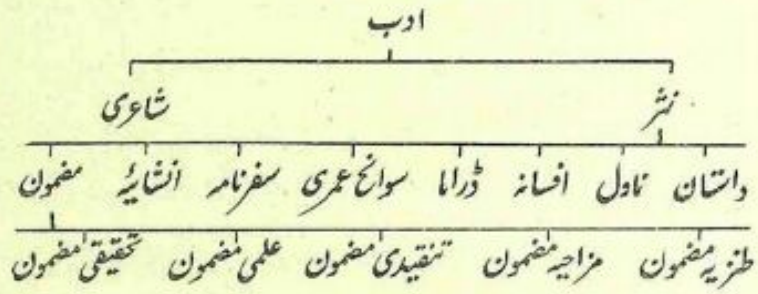 ادب
نثر شاعری
داستان ناول افسانہ ڈراما سوانح عمری سفرنامہ انشائیہ مضمون
طنزیہ مضمون مزاحیہ مضمون تنقیدی مضمون علمی مضمون تحقیقی مضمون